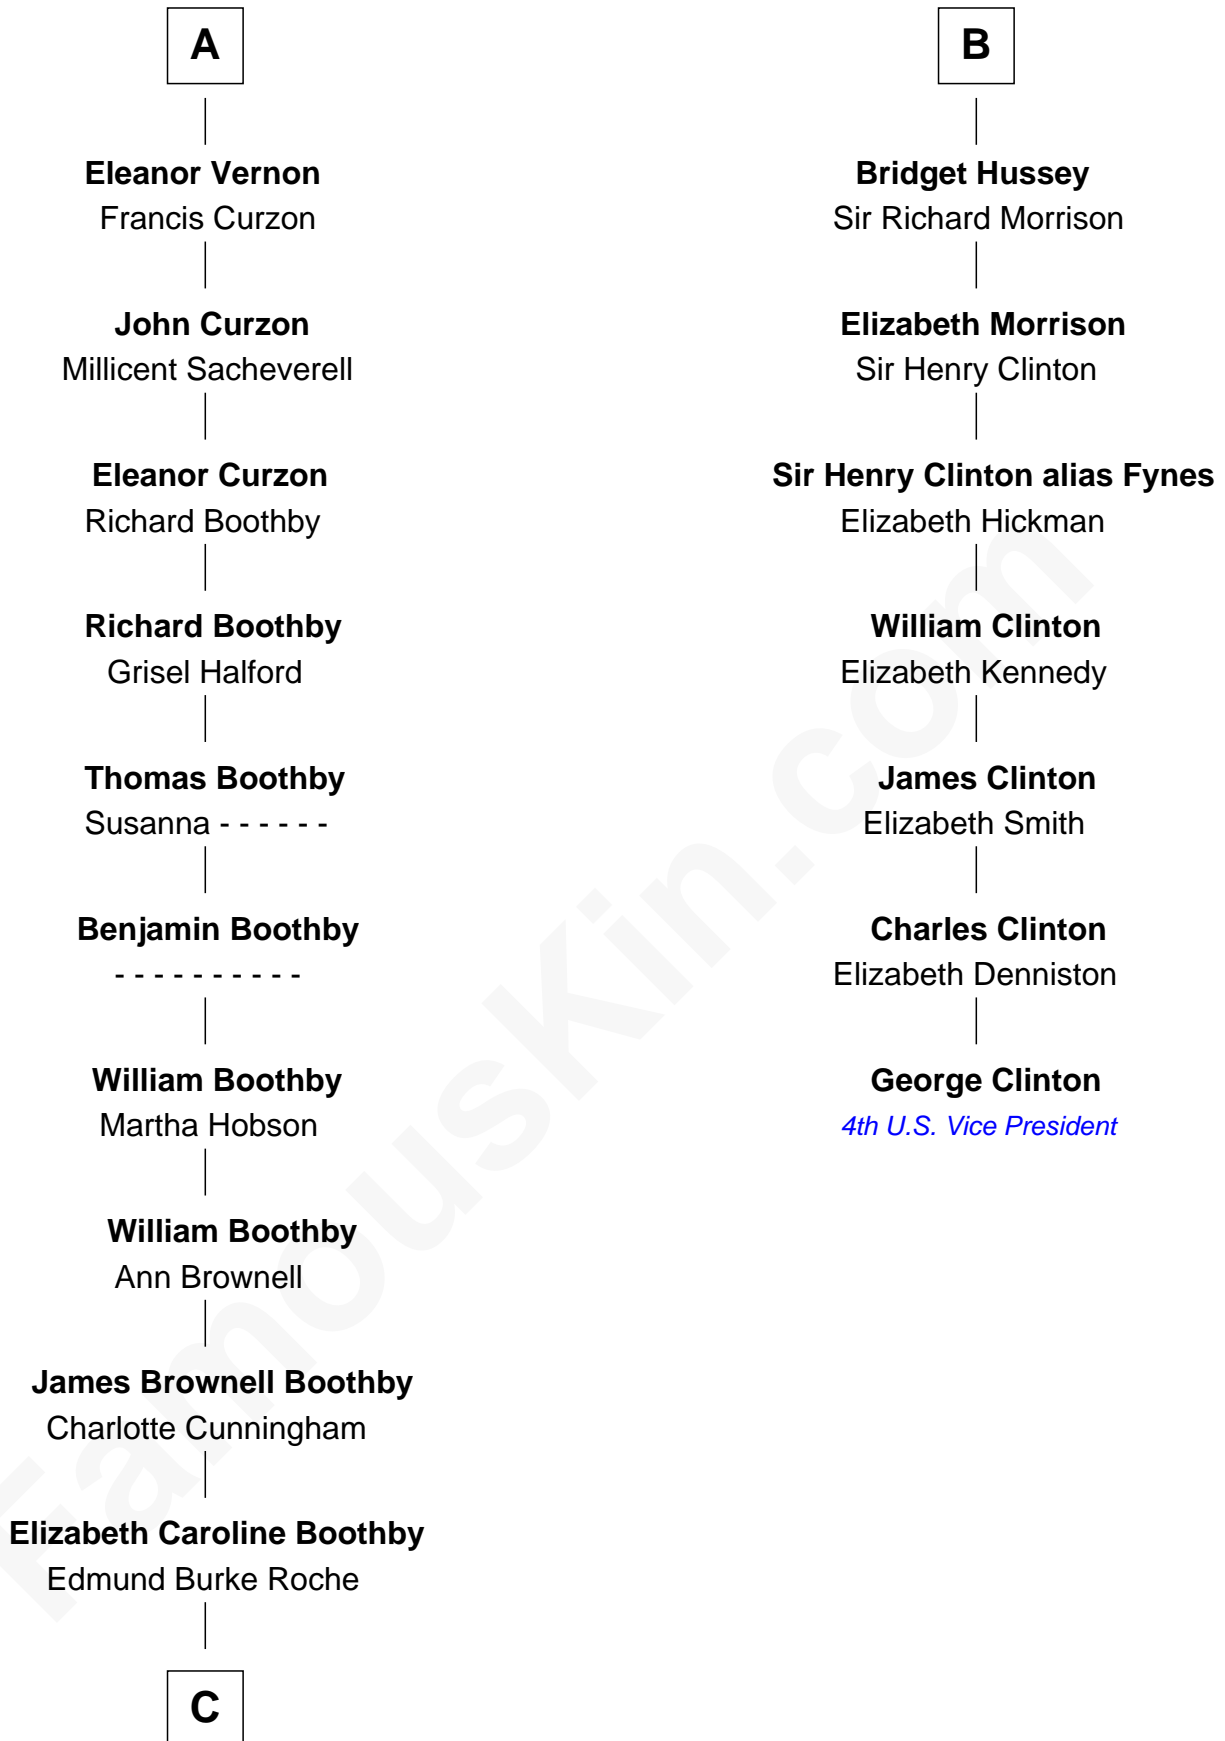 A
Eleanor Vernon
Francis Curzon
John Curzon
Millicent Sacheverell
Eleanor Curzon
Richard Boothby
Richard Boothby
Grisel Halford
Thomas Boothby
Susanna - - - - - -
Benjamin Boothby
- - - - - - - - - -
William Boothby
Martha Hobson
William Boothby
Ann Brownell
James Brownell Boothby
Charlotte Cunningham
Elizabeth Caroline Boothby
Edmund Burke Roche
C
B
Bridget Hussey
Sir Richard Morrison
Elizabeth Morrison
Sir Henry Clinton
Sir Henry Clinton alias Fynes
Elizabeth Hickman
William Clinton
Elizabeth Kennedy
James Clinton
Elizabeth Smith
Charles Clinton
Elizabeth Denniston
George Clinton
4th U.S. Vice President
FamousKin.com